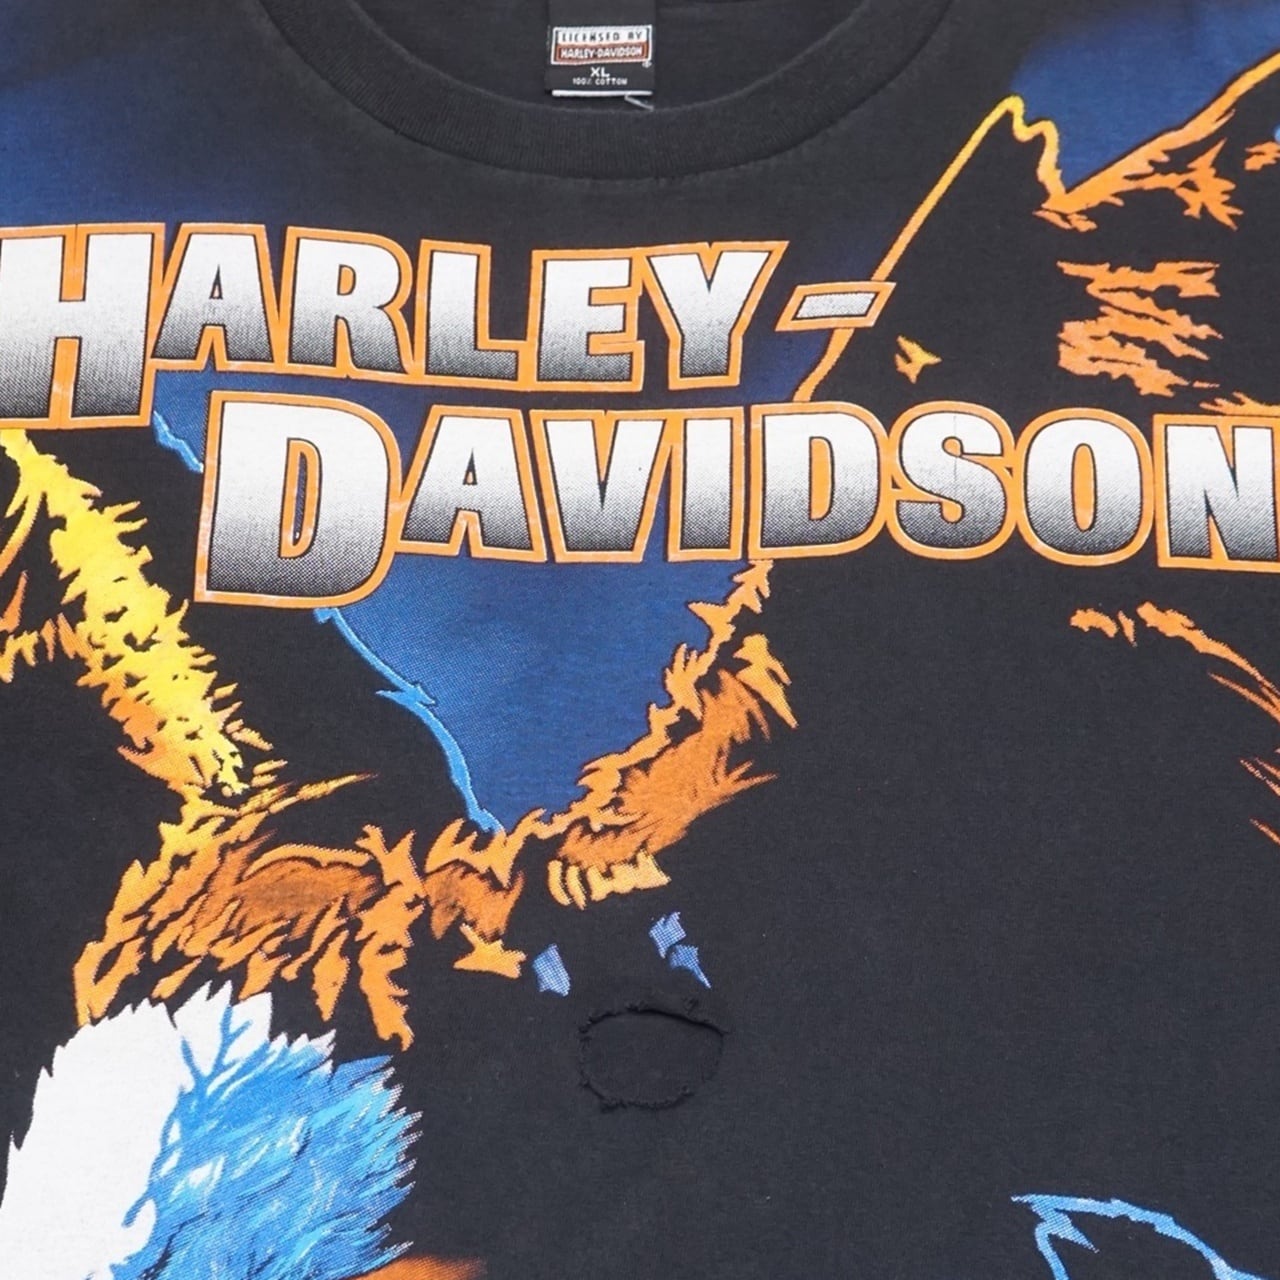 LICENSED BY
HARLEY-DAVIDSON
®
XL
100% COTTON
HARLEY-
DAVIDSON